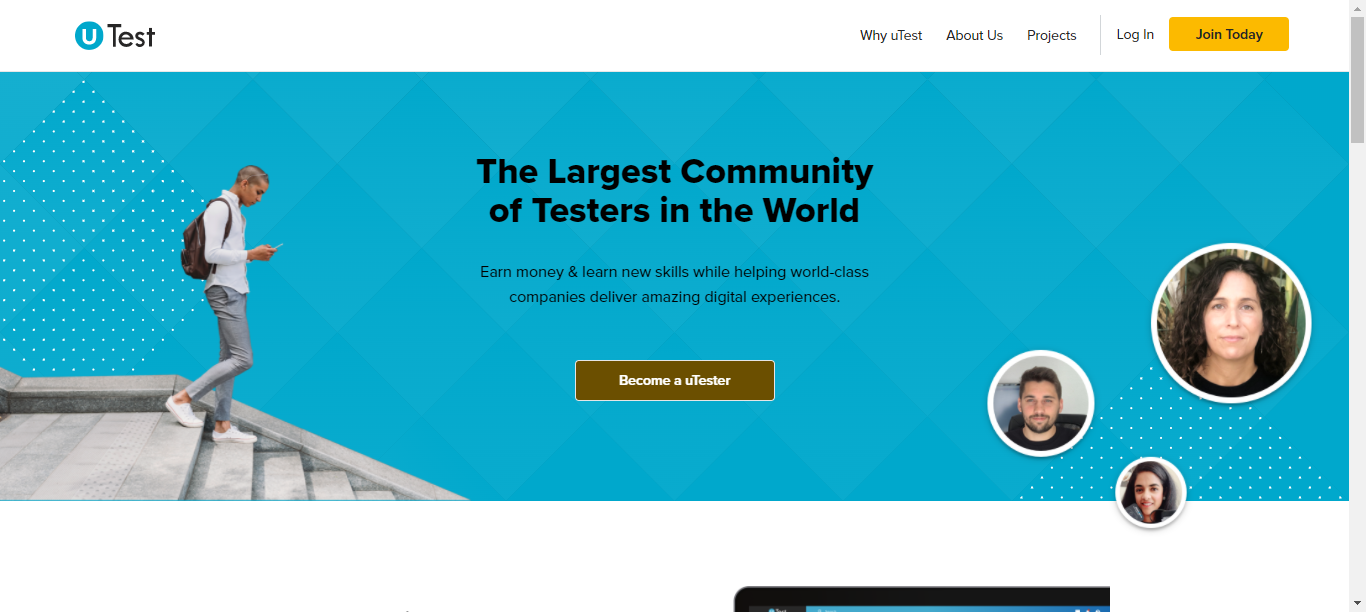 uTest
Why uTest
About Us
Projects
Log In
Join Today
The Largest Community
of Testers in the World
Earn money & learn new skills while helping world-class
companies deliver amazing digital experiences.
Become a uTester